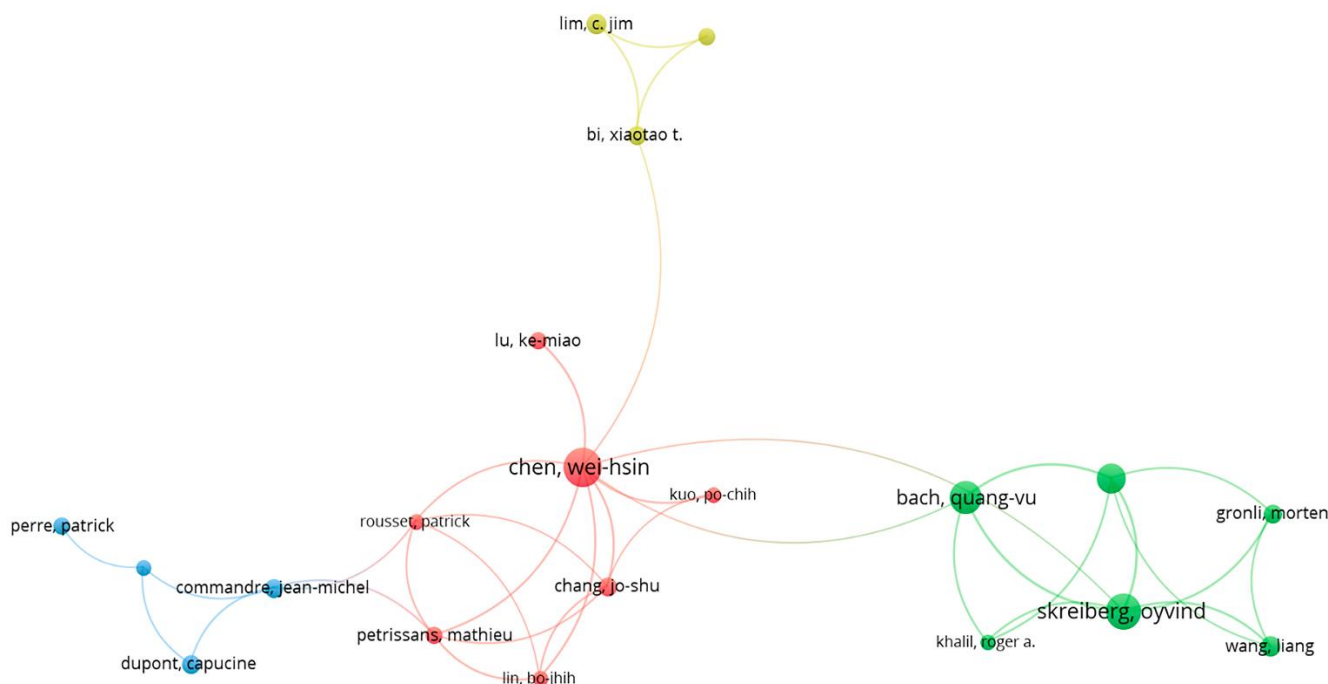 lim, c. jim
bi, xiaotao t.
lu, ke-miao
chen, wei-hsin
kuo, po-chih
bach, quang-vu
gronli, morten
perre, patrick
rousset, patrick
commandre, jean-michel
chang, jo-shu
skreiberg, oyvind
petrissans, mathieu
khalil, roger a.
wang, liang
dupont, capucine
lin, bo-jhih